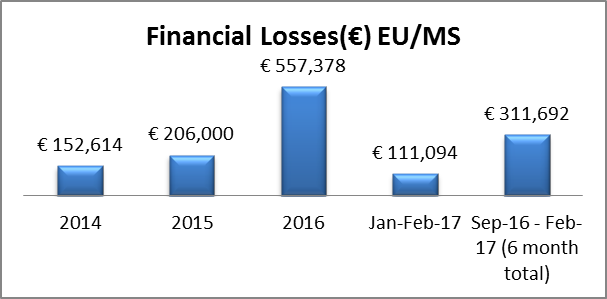 Financial Losses(€) EU/MS
€ 557,378
€ 311,692
€ 206,000
€ 152,614
€ 111,094
2014
2015
2016
Jan-Feb-17
Sep-16 - Feb-
17 (6 month
total)